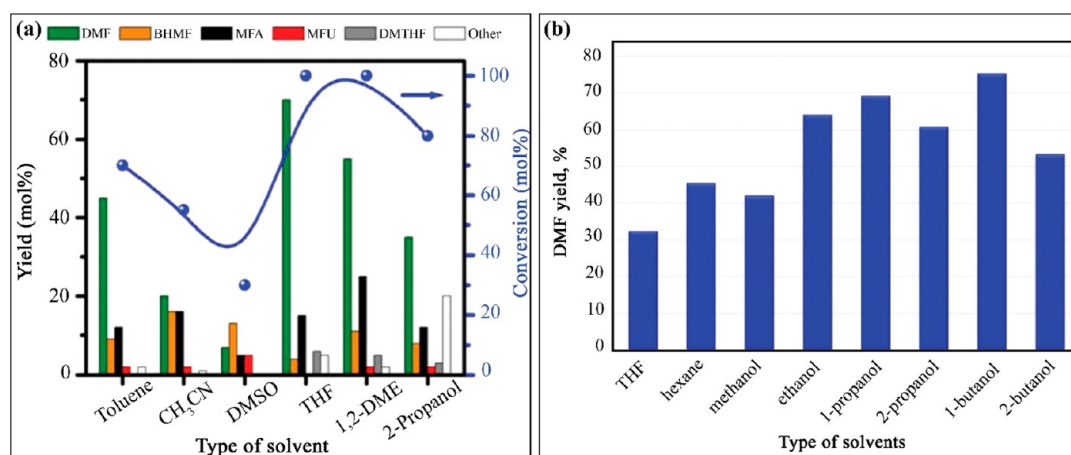 (a)
DMF BHMF MFA MFU DMTHF Other
80
60
40
20
0
Yield (mol%)
100
80
60
40
20
0
Conversion (mol%)
Toluene
CH₃CN
DMSO
THF
1,2-DME
2-Propanol
Type of solvent
(b)
80
70
60
50
40
30
20
10
0
DMF yield, %
THF
hexane
methanol
ethanol
1-propanol
2-propanol
1-butanol
2-butanol
Type of solvents